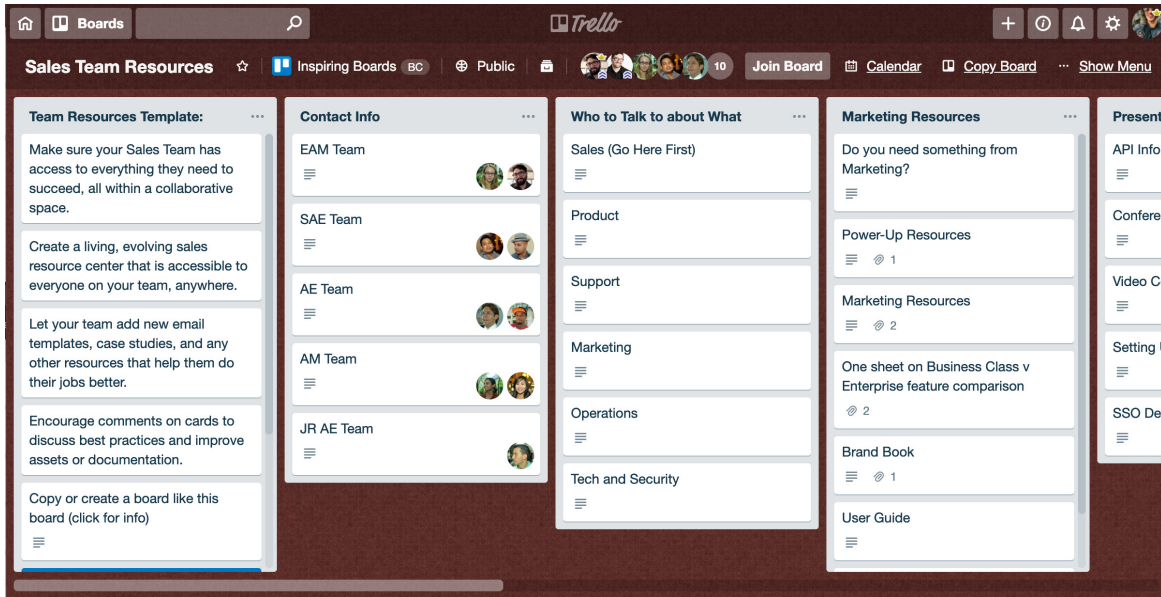 Boards
Trello
Sales Team Resources
Inspiring Boards BC
Public
10
Join Board
Calendar
Copy Board
... Show Menu
Team Resources Template: ...
Make sure your Sales Team has
access to everything they need to
succeed, all within a collaborative
space.
Create a living, evolving sales
resource center that is accessible to
everyone on your team, anywhere.
Let your team add new email
templates, case studies, and any
other resources that help them do
their jobs better.
Encourage comments on cards to
discuss best practices and improve
assets or documentation.
Copy or create a board like this
board (click for info)
Contact Info ...
EAM Team
SAE Team
AE Team
AM Team
JR AE Team
Who to Talk to about What ...
Sales (Go Here First)
Product
Support
Marketing
Operations
Tech and Security
Marketing Resources ...
Do you need something from
Marketing?
Power-Up Resources
1
Marketing Resources
2
One sheet on Business Class v
Enterprise feature comparison
2
Brand Book
1
User Guide
Present
API Info
Confere
Video C
Setting
SSO De